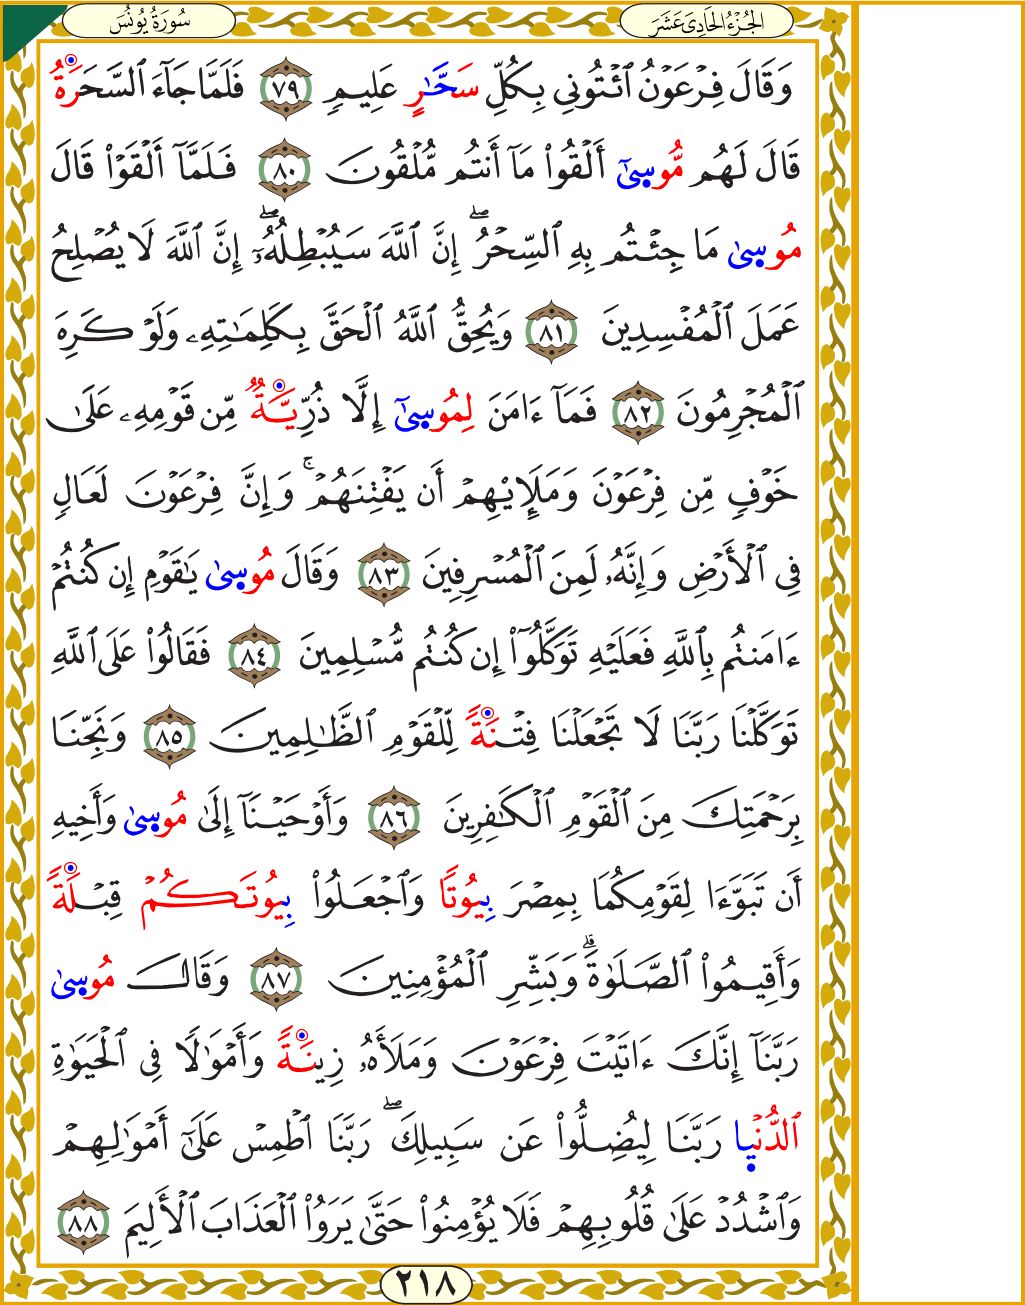 الجُزْءُ الحَادِىَ عَشَرَ
سُورَةُ يُونُسَ
وَقَالَ فِرْعَوْنُ ٱئْتُونِي بِكُلِّ سَحَّٰرٍ عَلِيمٍ ٧٩ فَلَمَّا جَآءَ ٱلسَّحَرَةُ
قَالَ لَهُم مُّوسَىٰٓ أَلْقُوا۟ مَآ أَنتُم مُّلْقُونَ ٨٠ فَلَمَّآ أَلْقَوْا۟ قَالَ
مُوسَىٰ مَا جِئْتُم بِهِ ٱلسِّحْرُۖ إِنَّ ٱللَّهَ سَيُبْطِلُهُۥٓۖ إِنَّ ٱللَّهَ لَا يُصْلِحُ
عَمَلَ ٱلْمُفْسِدِينَ ٨١ وَيُحِقُّ ٱللَّهُ ٱلْحَقَّ بِكَلِمَٰتِهِۦ وَلَوْ كَرِهَ
ٱلْمُجْرِمُونَ ٨٢ فَمَآ ءَامَنَ لِمُوسَىٰٓ إِلَّا ذُرِّيَّةٌ مِّن قَوْمِهِۦ عَلَىٰ
خَوْفٍ مِّن فِرْعَوْنَ وَمَلَإِي۟هِمْ أَن يَفْتِنَهُمْۚ وَإِنَّ فِرْعَوْنَ لَعَالٍ
فِى ٱلْأَرْضِ وَإِنَّهُۥ لَمِنَ ٱلْمُسْرِفِينَ ٨٣ وَقَالَ مُوسَىٰ يَٰقَوْمِ إِن كُنتُمْ
ءَامَنتُم بِٱللَّهِ فَعَلَيْهِ تَوَكَّلُوٓا۟ إِن كُنتُم مُّسْلِمِينَ ٨٤ فَقَالُوا۟ عَلَى ٱللَّهِ
تَوَكَّلْنَا رَبَّنَا لَا تَجْعَلْنَا فِتْنَةً لِّلْقَوْمِ ٱلظَّٰلِمِينَ ٨٥ وَنَجِّنَا
بِرَحْمَتِكَ مِنَ ٱلْقَوْمِ ٱلْكَٰفِرِينَ ٨٦ وَأَوْحَيْنَآ إِلَىٰ مُوسَىٰ وَأَخِيهِ
أَن تَبَوَّءَا لِقَوْمِكُمَا بِمِصْرَ بِيُوتًا وَٱجْعَلُوا۟ بِيُوتَكُمْ قِبْلَةً
وَأَقِيمُوا۟ ٱلصَّلَوٰةَۗ وَبَشِّرِ ٱلْمُؤْمِنِينَ ٨٧ وَقَالَ مُوسَىٰ
رَبَّنَآ إِنَّكَ ءَاتَيْتَ فِرْعَوْنَ وَمَلَأَهُۥ زِينَةً وَأَمْوَٰلًا فِى ٱلْحَيَوٰةِ
ٱلدُّنْيَا رَبَّنَا لِيُضِلُّوا۟ عَن سَبِيلِكَۖ رَبَّنَا ٱطْمِسْ عَلَىٰٓ أَمْوَٰلِهِمْ
وَٱشْدُدْ عَلَىٰ قُلُوبِهِمْ فَلَا يُؤْمِنُوا۟ حَتَّىٰ يَرَوُا۟ ٱلْعَذَابَ ٱلْأَلِيمَ ٨٨
٢١٨